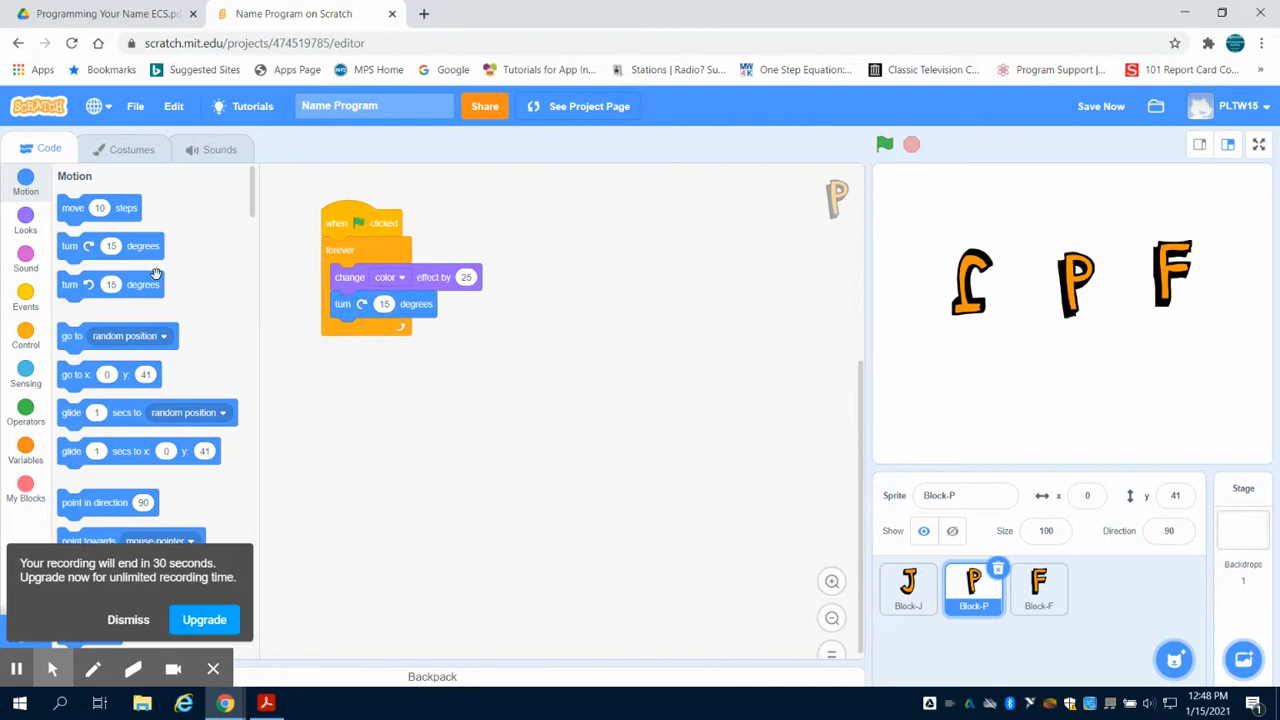 Programming Your Name ECS.pd
Name Program on Scratch
scratch.mit.edu/projects/474519785/editor
Apps
Bookmarks
Suggested Sites
Apps Page
MPS Home
Google
Tutorials for App In...
Stations | Radio? Su...
One Step Equation:...
Classic Television C...
Program Support |...
101 Report Card Co...
»
SCRATCH
File
Edit
Tutorials
Name Program
Share
See Project Page
Save Now
PLTW15
Code
Costumes
Sounds
Motion
Looks
Sound
Events
Control
Sensing
Operators
Variables
My Blocks
Motion
move 10 steps
turn 15 degrees
turn 15 degrees
go to random position
go to x: 0 y: 41
glide 1 secs to random position
glide 1 secs to x: 0 y: 41
point in direction 90
point towards mouse-pointer
when clicked
forever
change color effect by 25
turn 15 degrees
P
J P F
Sprite Block-P x 0 y 41
Show Size 100 Direction 90
J
Block-J
P
Block-P
F
Block-F
Stage
Backdrops
1
Your recording will end in 30 seconds.
Upgrade now for unlimited recording time.
Dismiss
Upgrade
Backpack
12:48 PM
1/15/2021
1